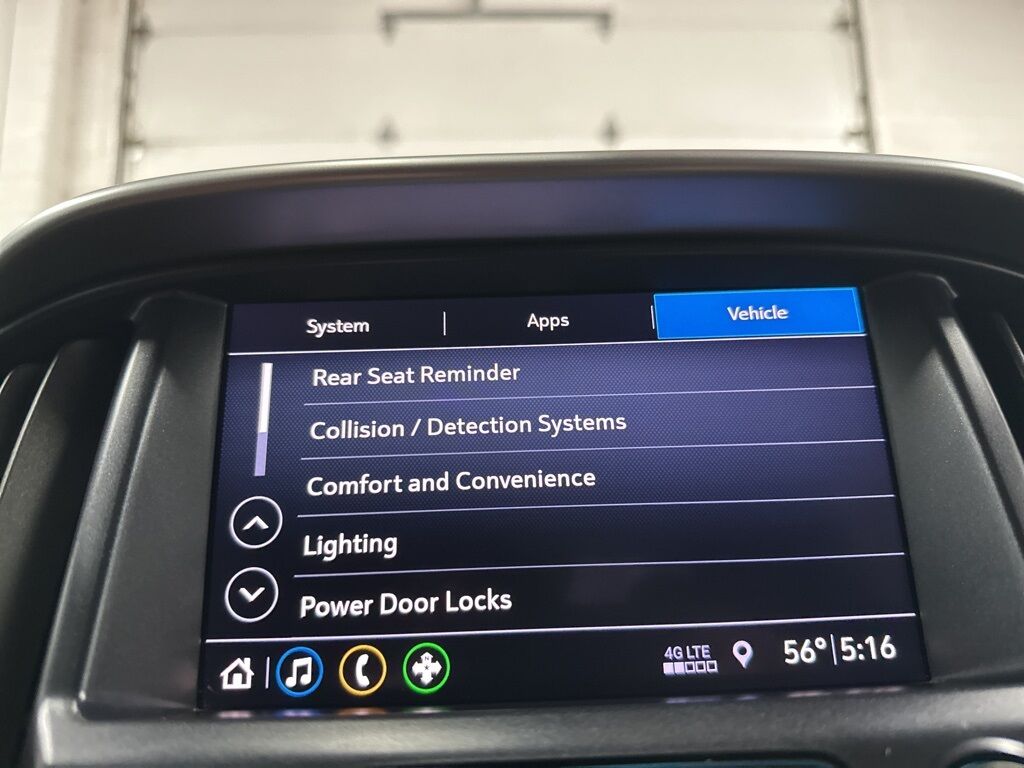 System
Apps
Vehicle
Rear Seat Reminder
Collision / Detection Systems
Comfort and Convenience
Lighting
Power Door Locks
4G LTE
56°
5:16